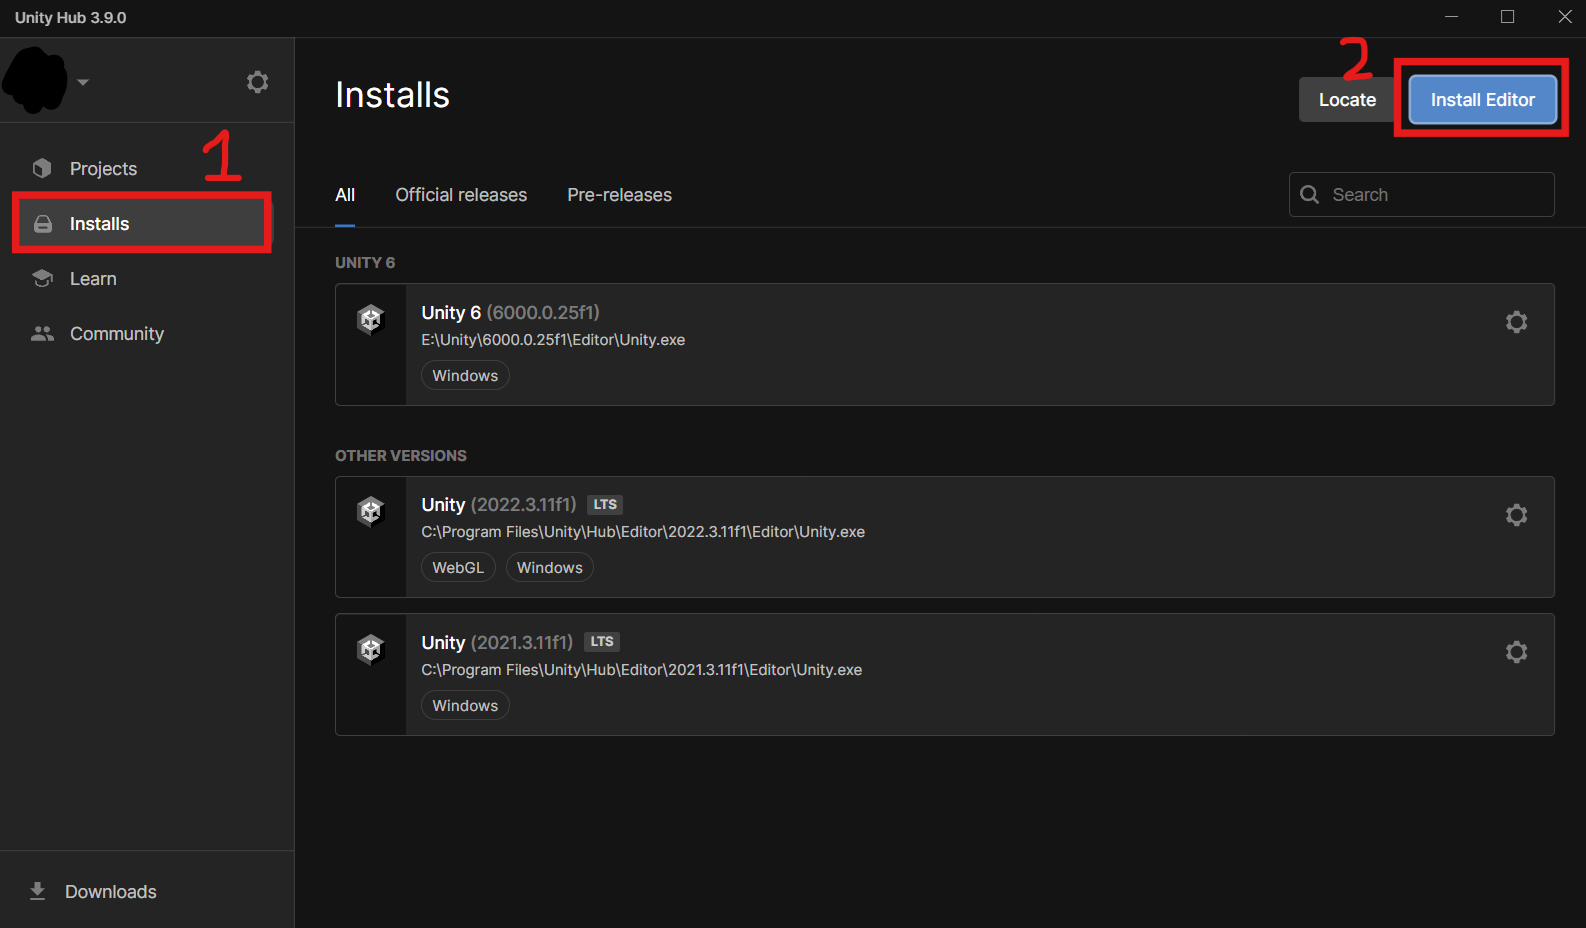 Unity Hub 3.9.0
Projects
1
Installs
Learn
Community
Downloads
Installs
2
Locate
Install Editor
All
Official releases
Pre-releases
Search
UNITY 6
Unity 6 (6000.0.25f1)
E:\Unity\6000.0.25f1\Editor\Unity.exe
Windows
OTHER VERSIONS
Unity (2022.3.11f1) LTS
C:\Program Files\Unity\Hub\Editor\2022.3.11f1\Editor\Unity.exe
WebGL Windows
Unity (2021.3.11f1) LTS
C:\Program Files\Unity\Hub\Editor\2021.3.11f1\Editor\Unity.exe
Windows